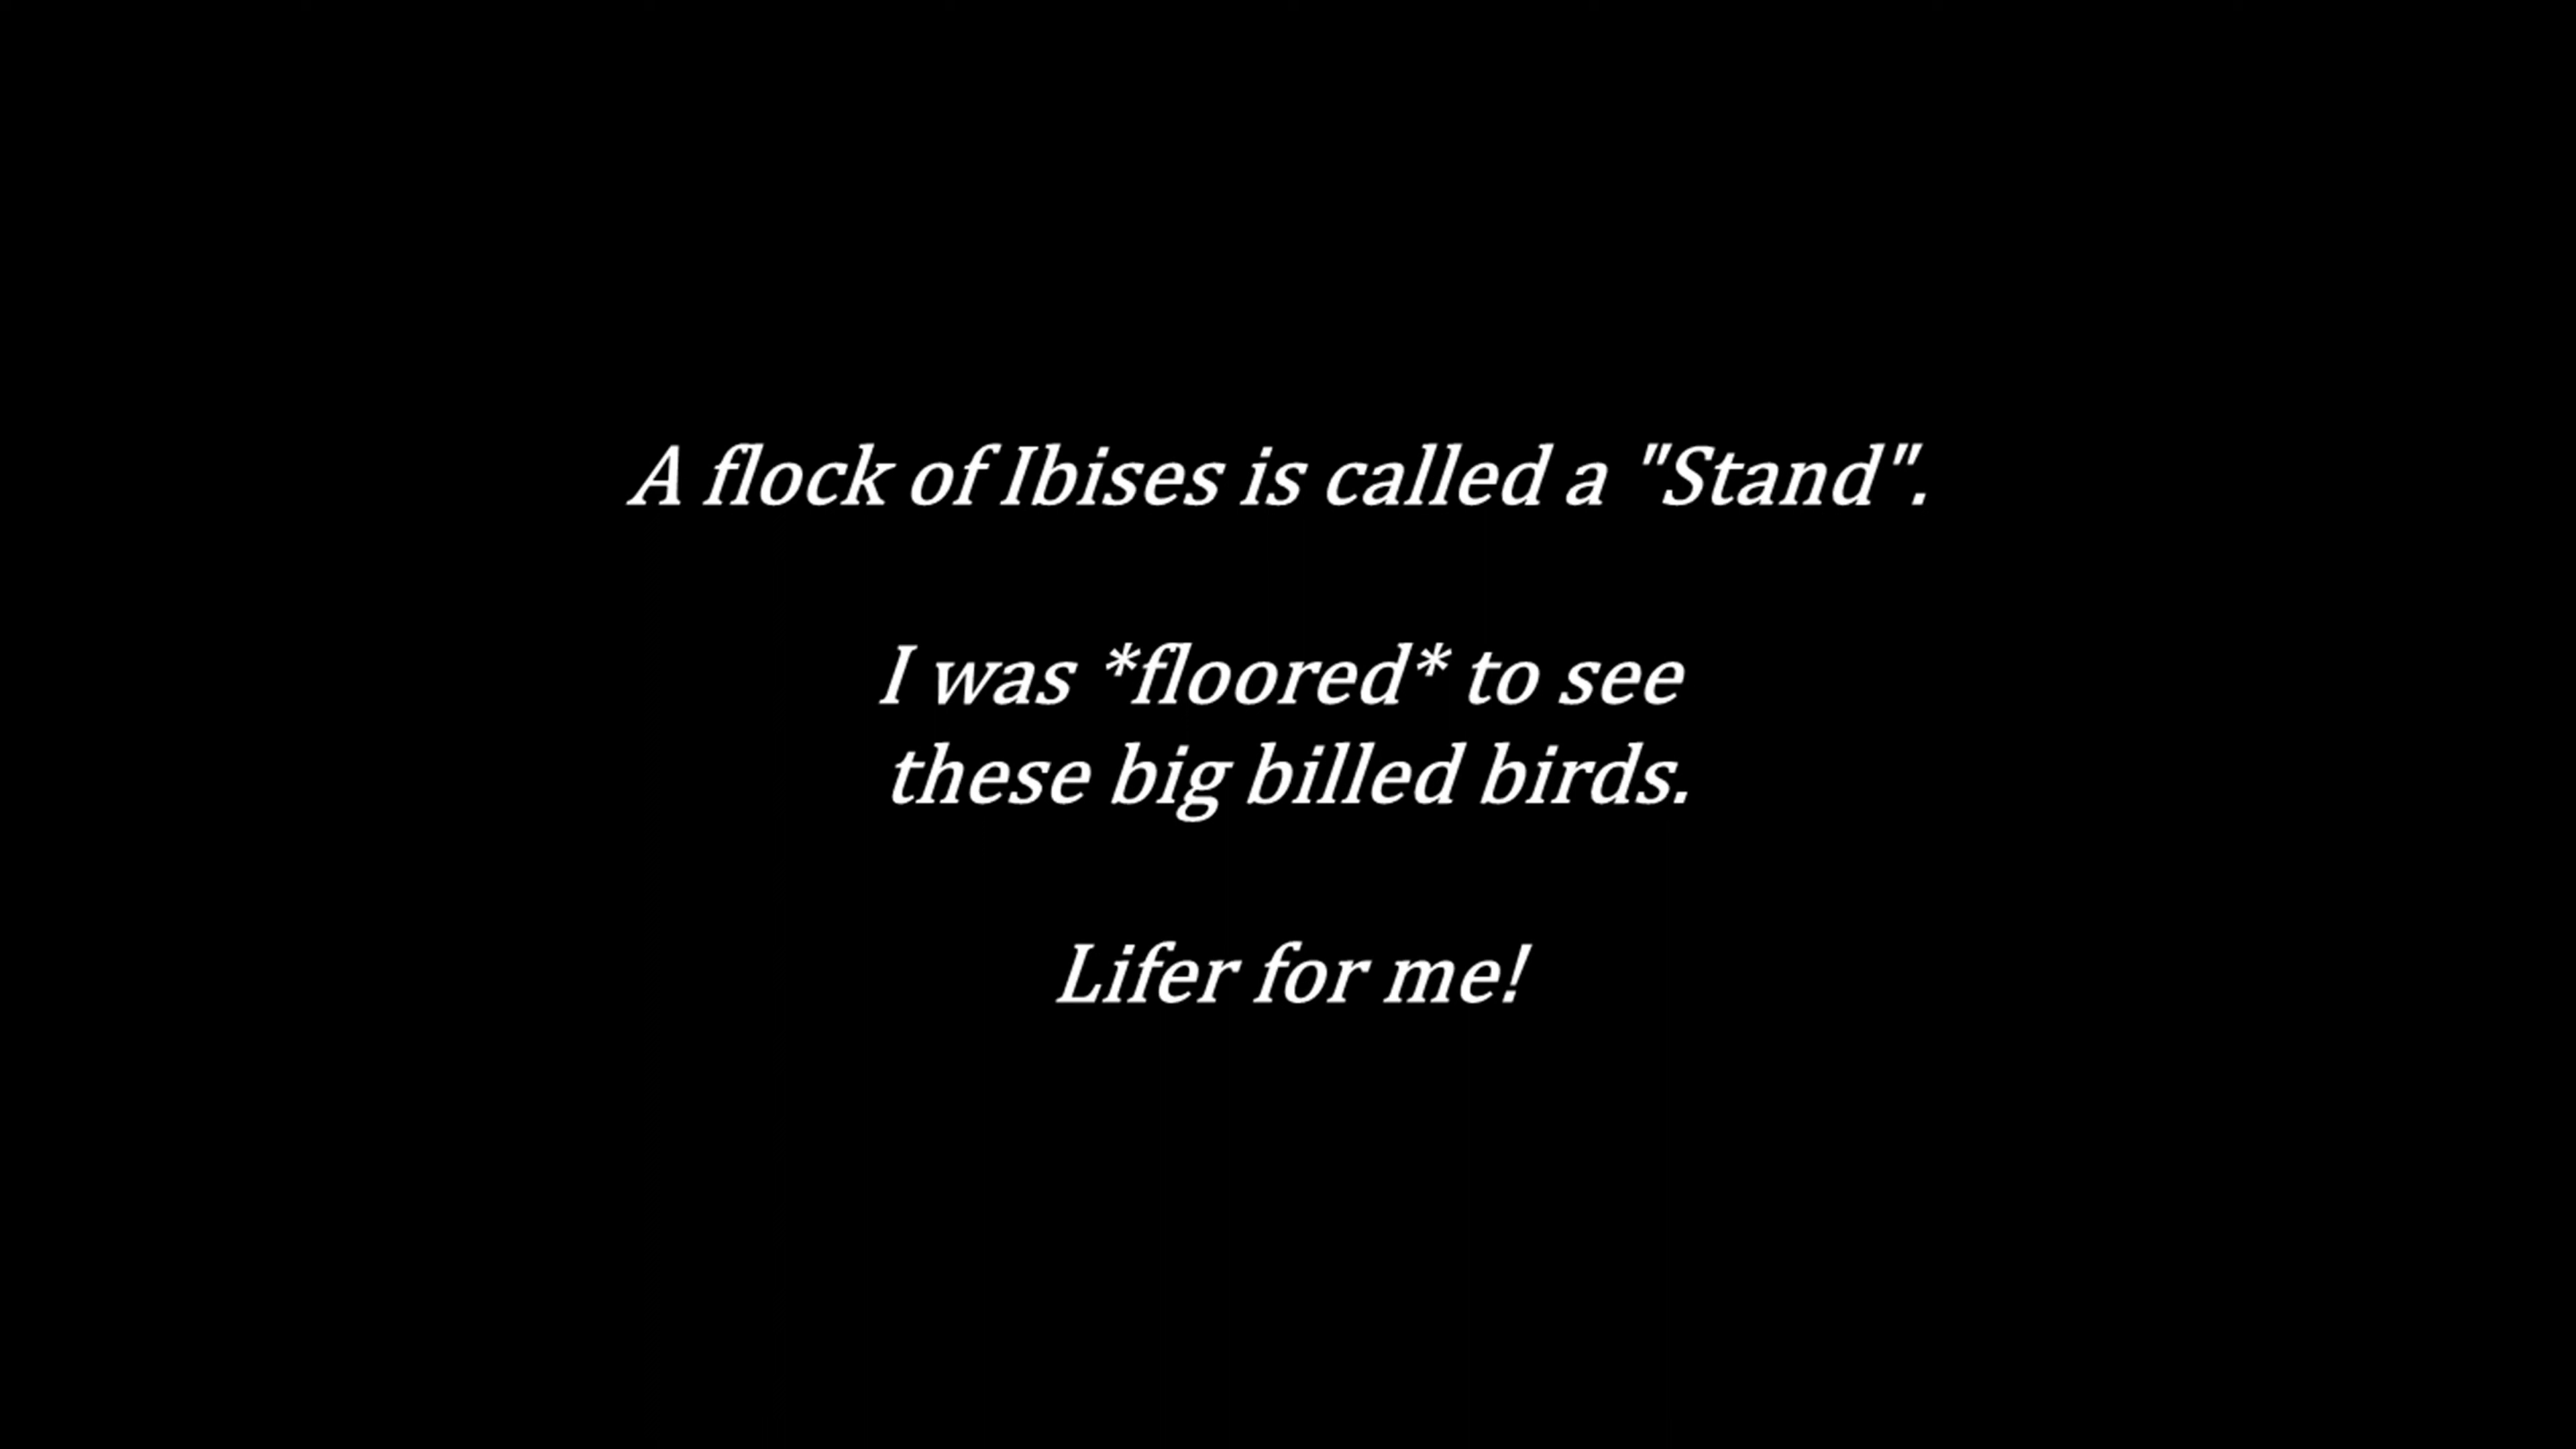 A flock of Ibises is called a "Stand".
I was *floored* to see
these big billed birds.
Lifer for me!